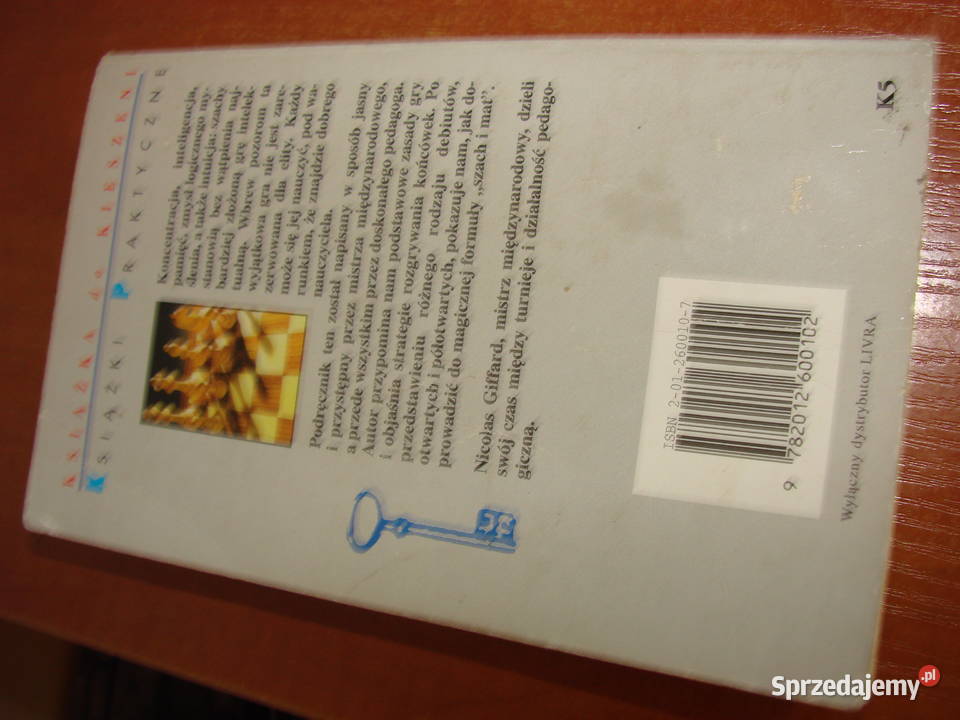 KSIĄŻKA do KIESZENI
KSIĄŻKI PRAKTYCZNE
Koncentracja, inteligencja,
pamięć, zmysł logicznego my-
ślenia, a także intuicja: szachy
stanowią bez wątpienia naj-
bardziej złożoną grę intelek-
tualną. Wbrew pozorom ta
wyjątkowa gra nie jest zare-
zerwowana dla elity. Każdy
może się jej nauczyć, pod wa-
runkiem, że znajdzie dobrego
nauczyciela.
Podręcznik ten został napisany w sposób jasny
i przystępny przez mistrza międzynarodowego,
a przede wszystkim przez doskonałego pedagoga.
Autor przypomina nam podstawowe zasady gry
i objaśnia strategie rozgrywania końcówek. Po
przedstawieniu różnego rodzaju debiutów,
otwartych i półotwartych, pokazuje nam, jak do-
prowadzić do magicznej formuły „szach i mat".
Nicolas Giffard, mistrz międzynarodowy, dzieli
swój czas między turnieje i działalność pedago-
giczną.
ISBN 2-01-260010-7
9 782012 600102
Wyłączny dystrybutor LIVRA
K5
Sprzedajemy.pl